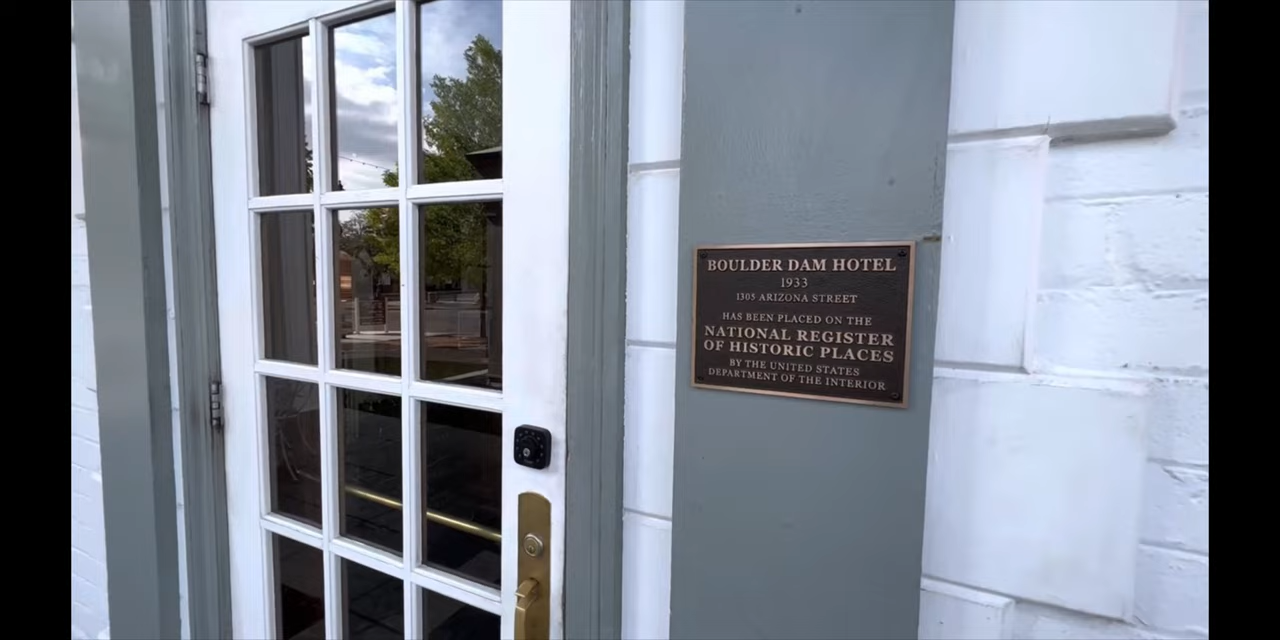 BOULDER DAM HOTEL
1933
1305 ARIZONA STREET
HAS BEEN PLACED ON THE
NATIONAL REGISTER
OF HISTORIC PLACES
BY THE UNITED STATES
DEPARTMENT OF THE INTERIOR